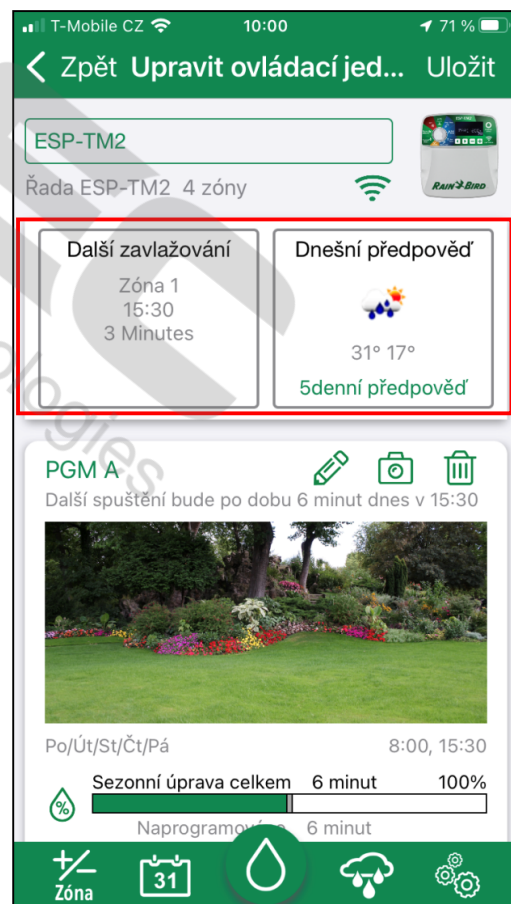 T-Mobile CZ 10:00 71 %
Zpět Upravit ovládací jed... Uložit
ESP-TM2
Řada ESP-TM2 4 zóny
RAIN BIRD
Další zavlažování
Zóna 1
15:30
3 Minutes
Dnešní předpověď
31° 17°
5denní předpověď
ologies
PGM A
Další spuštění bude po dobu 6 minut dnes v 15:30
Po/Út/St/Čt/Pá 8:00, 15:30
Sezonní úprava celkem 6 minut 100%
%
6 minut
+/-
Zóna
31